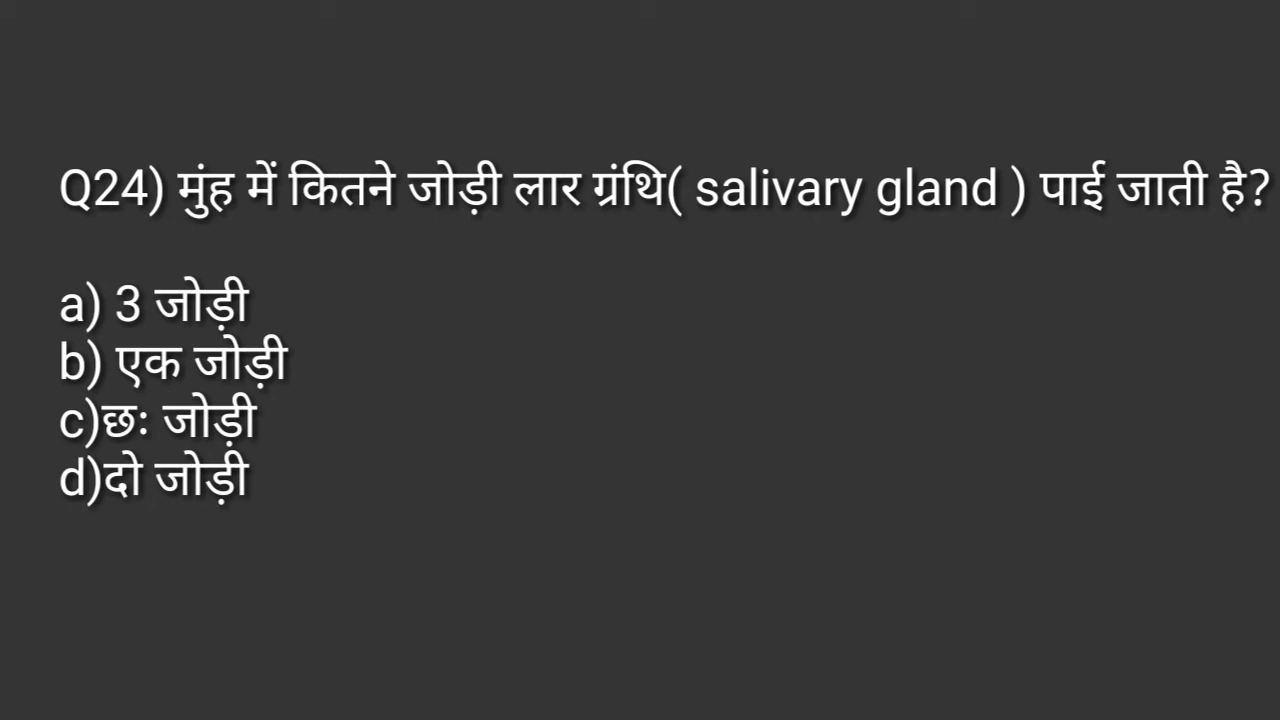 Q24) मुंह में कितने जोड़ी लार ग्रंथि( salivary gland ) पाई जाती है?
a) 3 जोड़ी
b) एक जोड़ी
c)छः जोड़ी
d)दो जोड़ी